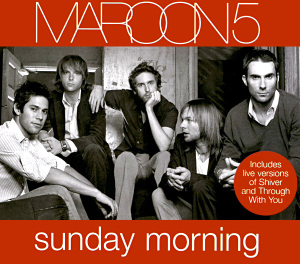 MAROON5
Includes
live versions
of Shiver
and Through
With You
sunday morning